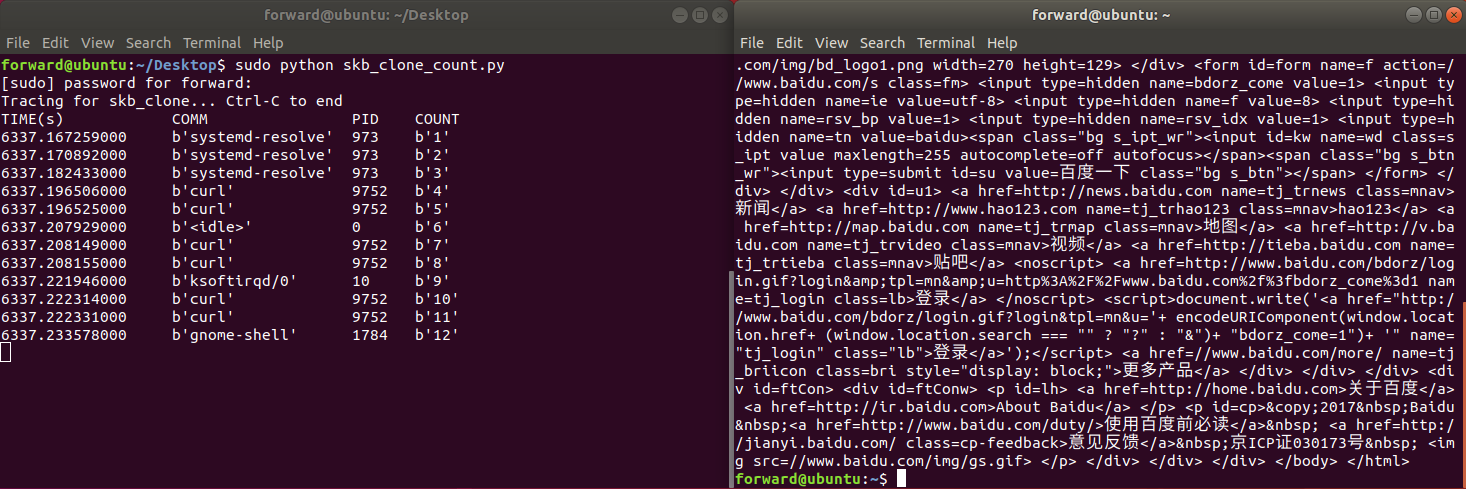 forward@ubuntu: ~/Desktop
File Edit View Search Terminal Help
forward@ubuntu:~/Desktop$ sudo python skb_clone_count.py
[sudo] password for forward:
Tracing for skb_clone... Ctrl-C to end
TIME(s) COMM PID COUNT
6337.167259000 b'systemd-resolve' 973 b'1'
6337.170892000 b'systemd-resolve' 973 b'2'
6337.182433000 b'systemd-resolve' 973 b'3'
6337.196506000 b'curl' 9752 b'4'
6337.196525000 b'curl' 9752 b'5'
6337.207929000 b'<idle>' 0 b'6'
6337.208149000 b'curl' 9752 b'7'
6337.208155000 b'curl' 9752 b'8'
6337.221946000 b'ksoftirqd/0' 10 b'9'
6337.222314000 b'curl' 9752 b'10'
6337.222331000 b'curl' 9752 b'11'
6337.233578000 b'gnome-shell' 1784 b'12'
forward@ubuntu: ~
File Edit View Search Terminal Help
.com/img/bd_logo1.png width=270 height=129> </div> <form id=form name=f action=/
/www.baidu.com/s class=fm> <input type=hidden name=bdorz_come value=1> <input ty
pe=hidden name=ie value=utf-8> <input type=hidden name=f value=8> <input type=hi
dden name=rsv_bp value=1> <input type=hidden name=rsv_idx value=1> <input type=h
idden name=tn value=baidu><span class="bg s_ipt_wr"><input id=kw name=wd class=s
_ipt value maxlength=255 autocomplete=off autofocus></span><span class="bg s_btn
_wr"><input type=submit id=su value=百度一下 class="bg s_btn"></span> </form> </
div> </div> <div id=u1> <a href=http://news.baidu.com name=tj_trnews class=mnav>
新闻</a> <a href=http://www.hao123.com name=tj_trhao123 class=mnav>hao123</a> <a
 href=http://map.baidu.com name=tj_trmap class=mnav>地图</a> <a href=http://v.ba
idu.com name=tj_trvideo class=mnav>视频</a> <a href=http://tieba.baidu.com name=
tj_trtieba class=mnav>贴吧</a> <noscript> <a href=http://www.baidu.com/bdorz/log
in.gif?login&amp;tpl=mn&amp;u=http%3A%2F%2Fwww.baidu.com%2f%3fbdorz_come%3d1 nam
e=tj_login class=lb>登录</a> </noscript> <script>document.write('<a href="http:/
/www.baidu.com/bdorz/login.gif?login&tpl=mn&u='+ encodeURIComponent(window.locat
ion.href+ (window.location.search === "" ? "?" : "&")+ "bdorz_come=1")+ '" name=
"tj_login" class="lb">登录</a>');</script> <a href=//www.baidu.com/more/ name=tj
_briicon class=bri style="display: block;">更多产品</a> </div> </div> </div> <di
v id=ftCon> <div id=ftConw> <p id=lh> <a href=http://home.baidu.com>关于百度</a>
 <a href=http://ir.baidu.com>About Baidu</a> </p> <p id=cp>&copy;2017&nbsp;Baidu
&nbsp;<a href=http://www.baidu.com/duty/>使用百度前必读</a>&nbsp; <a href=http:/
/jianyi.baidu.com/ class=cp-feedback>意见反馈</a>&nbsp;京ICP证030173号&nbsp; <im
g src=//www.baidu.com/img/gs.gif> </p> </div> </div> </div> </body> </html>
forward@ubuntu:~$